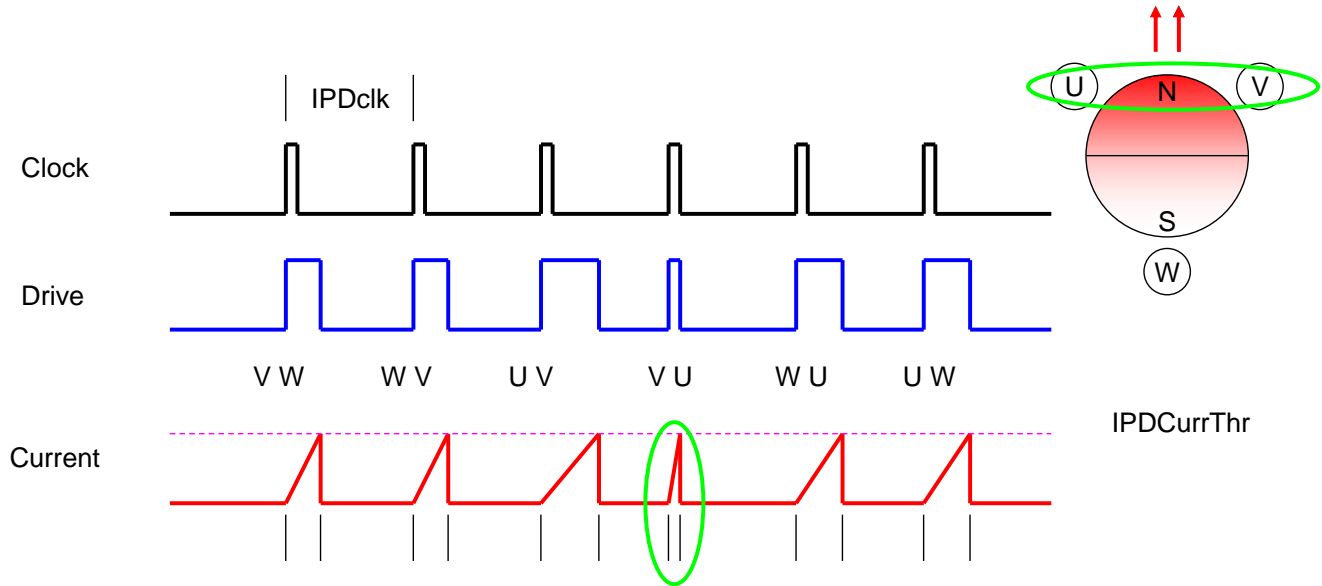 IPDclk
U
N
V
Clock
S
W
Drive
V W
W V
U V
V U
W U
U W
IPDCurrThr
Current